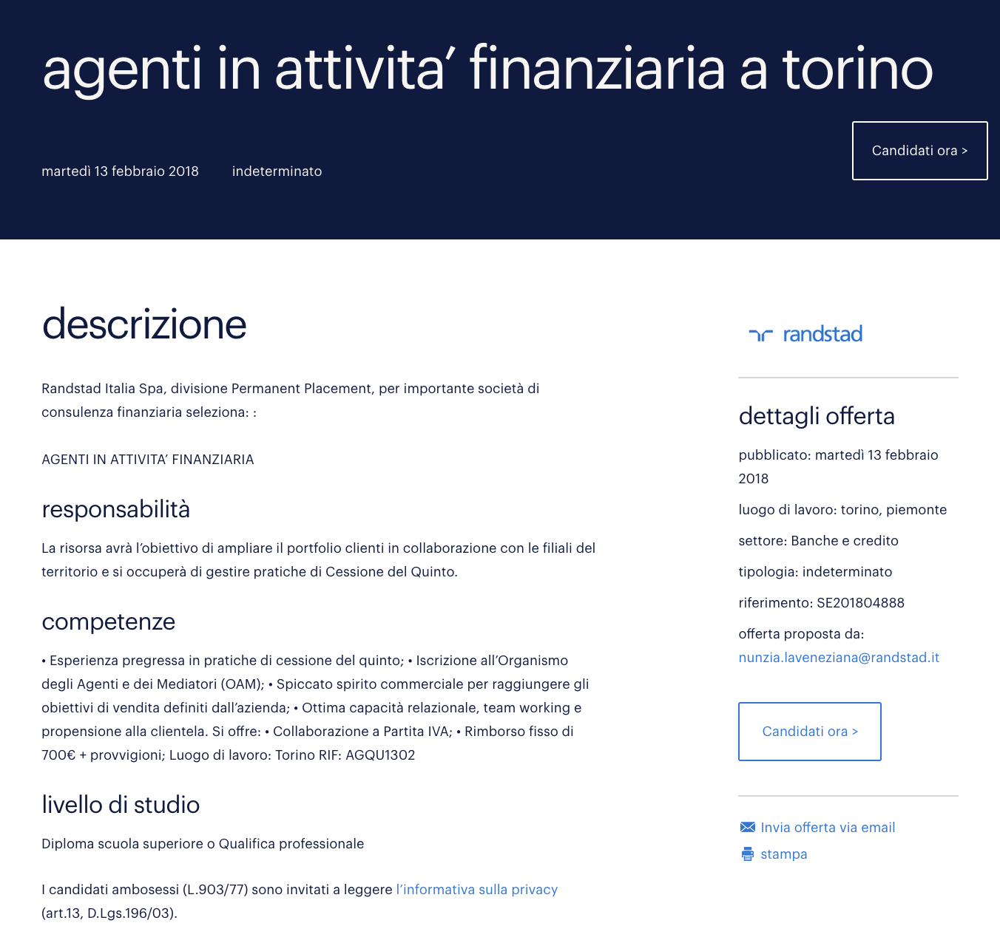 agenti in attivita’ finanziaria a torino
Candidati ora >
martedì 13 febbraio 2018 indeterminato
descrizione
Randstad Italia Spa, divisione Permanent Placement, per importante società di
consulenza finanziaria seleziona: :
AGENTI IN ATTIVITA’ FINANZIARIA
responsabilità
La risorsa avrà l’obiettivo di ampliare il portfolio clienti in collaborazione con le filiali del
territorio e si occuperà di gestire pratiche di Cessione del Quinto.
competenze
• Esperienza pregressa in pratiche di cessione del quinto; • Iscrizione all’Organismo
degli Agenti e dei Mediatori (OAM); • Spiccato spirito commerciale per raggiungere gli
obiettivi di vendita definiti dall’azienda; • Ottima capacità relazionale, team working e
propensione alla clientela. Si offre: • Collaborazione a Partita IVA; • Rimborso fisso di
700€ + provvigioni; Luogo di lavoro: Torino RIF: AGQU1302
livello di studio
Diploma scuola superiore o Qualifica professionale
I candidati ambosessi (L.903/77) sono invitati a leggere l’informativa sulla privacy
(art.13, D.Lgs.196/03).
randstad
dettagli offerta
pubblicato: martedì 13 febbraio
2018
luogo di lavoro: torino, piemonte
settore: Banche e credito
tipologia: indeterminato
riferimento: SE201804888
offerta proposta da:
nunzia.laveneziana@randstad.it
Candidati ora >
Invia offerta via email
stampa